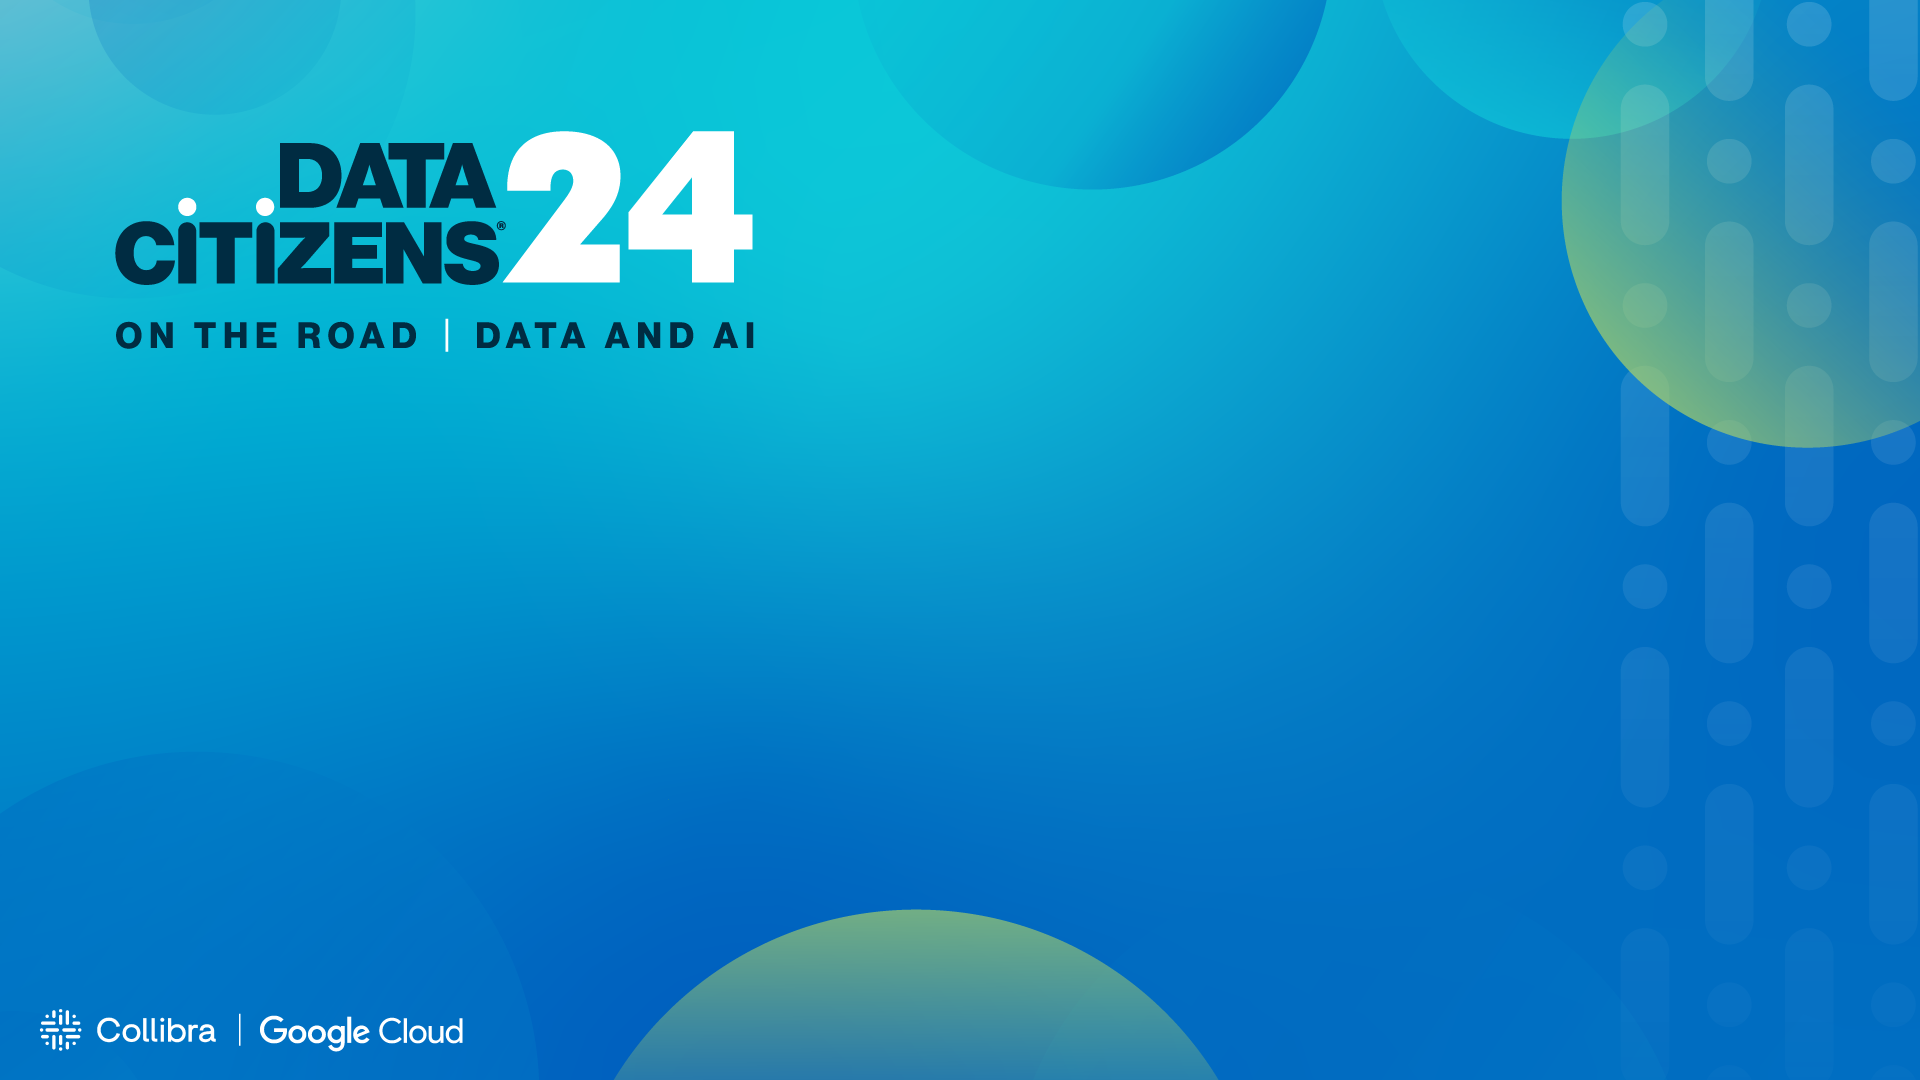 DATA
CiTiZENS® 24
ON THE ROAD | DATA AND AI
Collibra | Google Cloud